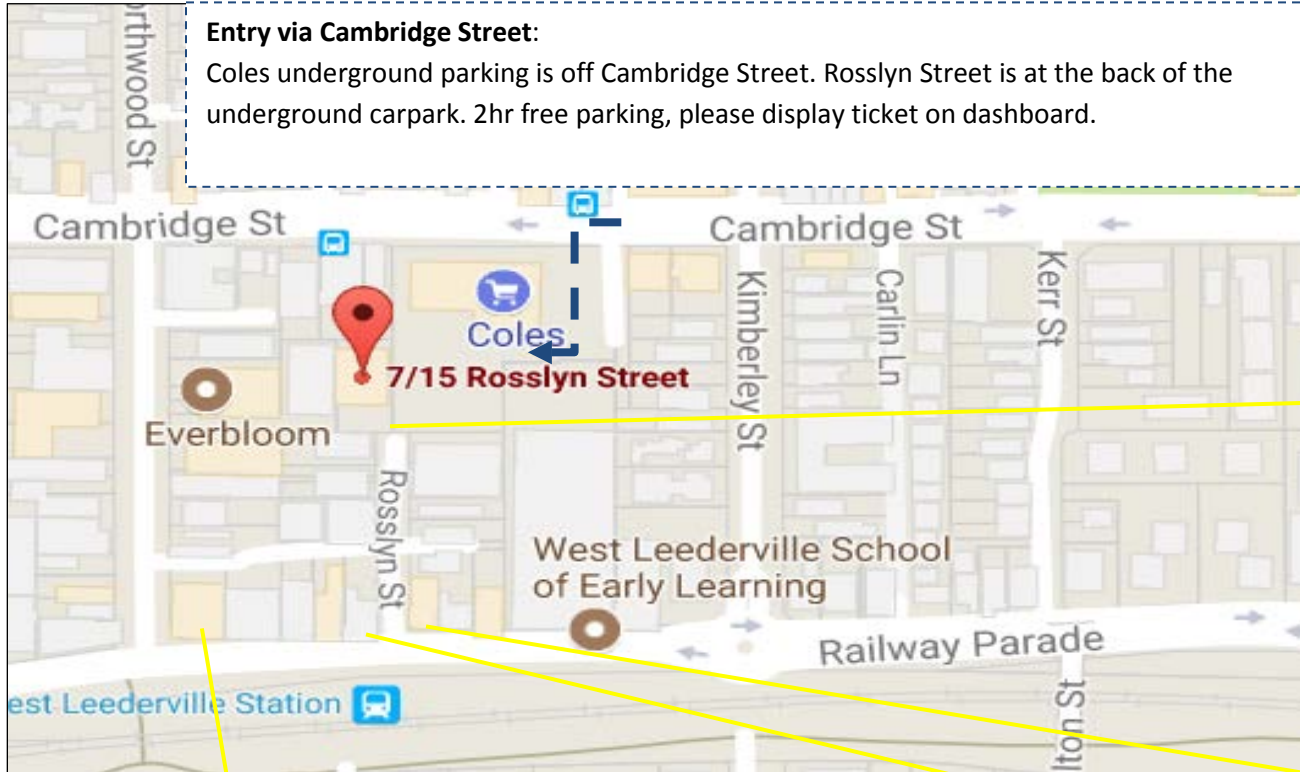 Entry via Cambridge Street:
Coles underground parking is off Cambridge Street. Rosslyn Street is at the back of the
underground carpark. 2hr free parking, please display ticket on dashboard.
orthwood St
Cambridge St
Cambridge St
Coles
Kimberley St
Carlin Ln
Kerr St
7/15 Rosslyn Street
Everbloom
Rosslyn St
West Leederville School
of Early Learning
Railway Parade
est Leederville Station
lton St